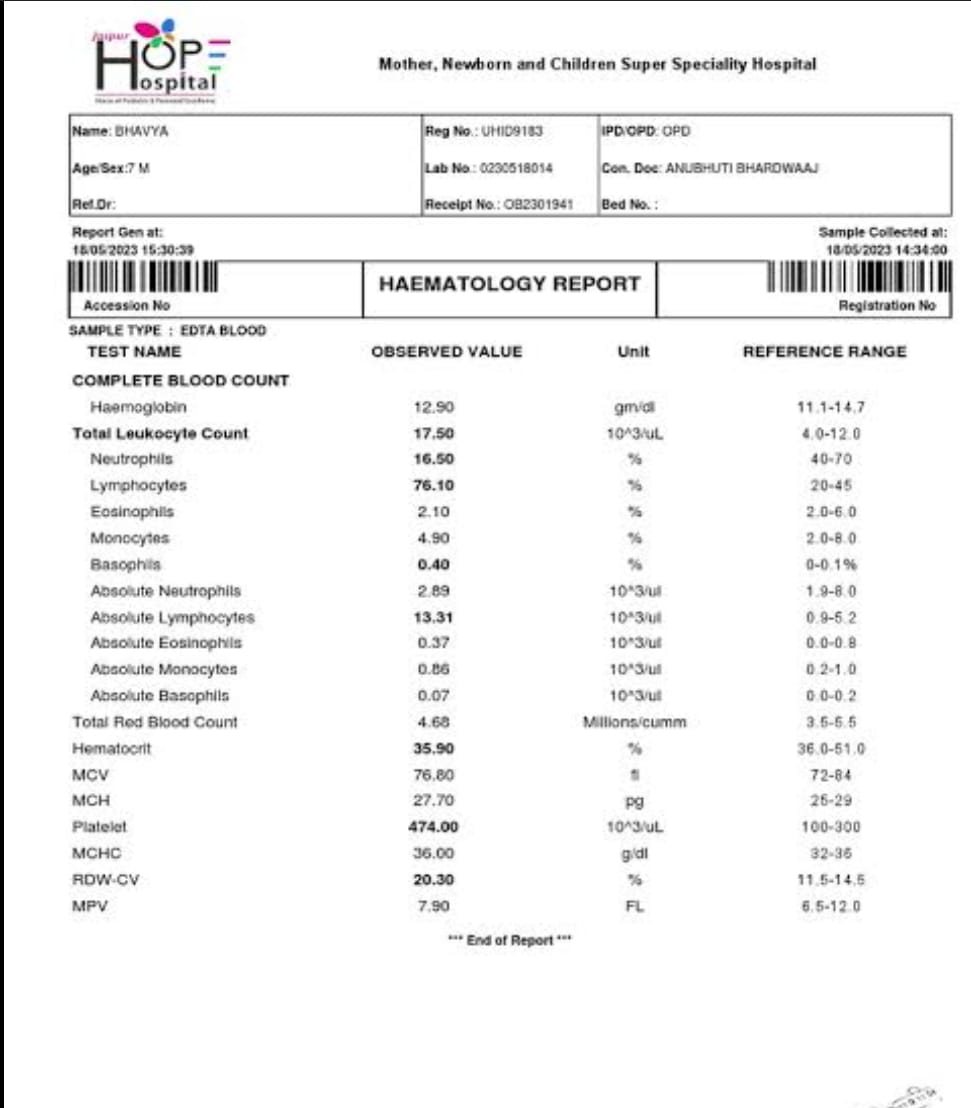 Jaipur
HOPE
Hospital
Mother, Newborn and Children Super Speciality Hospital
Name: BHAVYA Reg No.: UHID9183 IPD/OPD: OPD
Age/Sex:7 M Lab No.: 0230518014 Con. Doc: ANUBHUTI BHARDWAAJ
Ref.Dr: Receipt No.: OB2301941 Bed No. :
Report Gen at: Sample Collected at:
18/05/2023 15:30:39 18/05/2023 14:34:00
HAEMATOLOGY REPORT
Accession No Registration No
SAMPLE TYPE : EDTA BLOOD
TEST NAME OBSERVED VALUE Unit REFERENCE RANGE
COMPLETE BLOOD COUNT
Haemoglobin 12.90 gm/dl 11.1-14.7
Total Leukocyte Count 17.50 10^3/uL 4.0-12.0
Neutrophils 16.50 % 40-70
Lymphocytes 76.10 % 20-45
Eosinophils 2.10 % 2.0-6.0
Monocytes 4.90 % 2.0-8.0
Basophils 0.40 % 0-0.1%
Absolute Neutrophils 2.89 10^3/ul 1.9-8.0
Absolute Lymphocytes 13.31 10^3/ul 0.9-5.2
Absolute Eosinophils 0.37 10^3/ul 0.0-0.8
Absolute Monocytes 0.86 10^3/ul 0.2-1.0
Absolute Basophils 0.07 10^3/ul 0.0-0.2
Total Red Blood Count 4.68 Millions/cumm 3.5-5.5
Hematocrit 35.90 % 36.0-51.0
MCV 76.80 fl 72-84
MCH 27.70 pg 25-29
Platelet 474.00 10^3/uL 100-300
MCHC 36.00 g/dl 32-36
RDW-CV 20.30 % 11.5-14.5
MPV 7.90 FL 6.5-12.0
*** End of Report ***